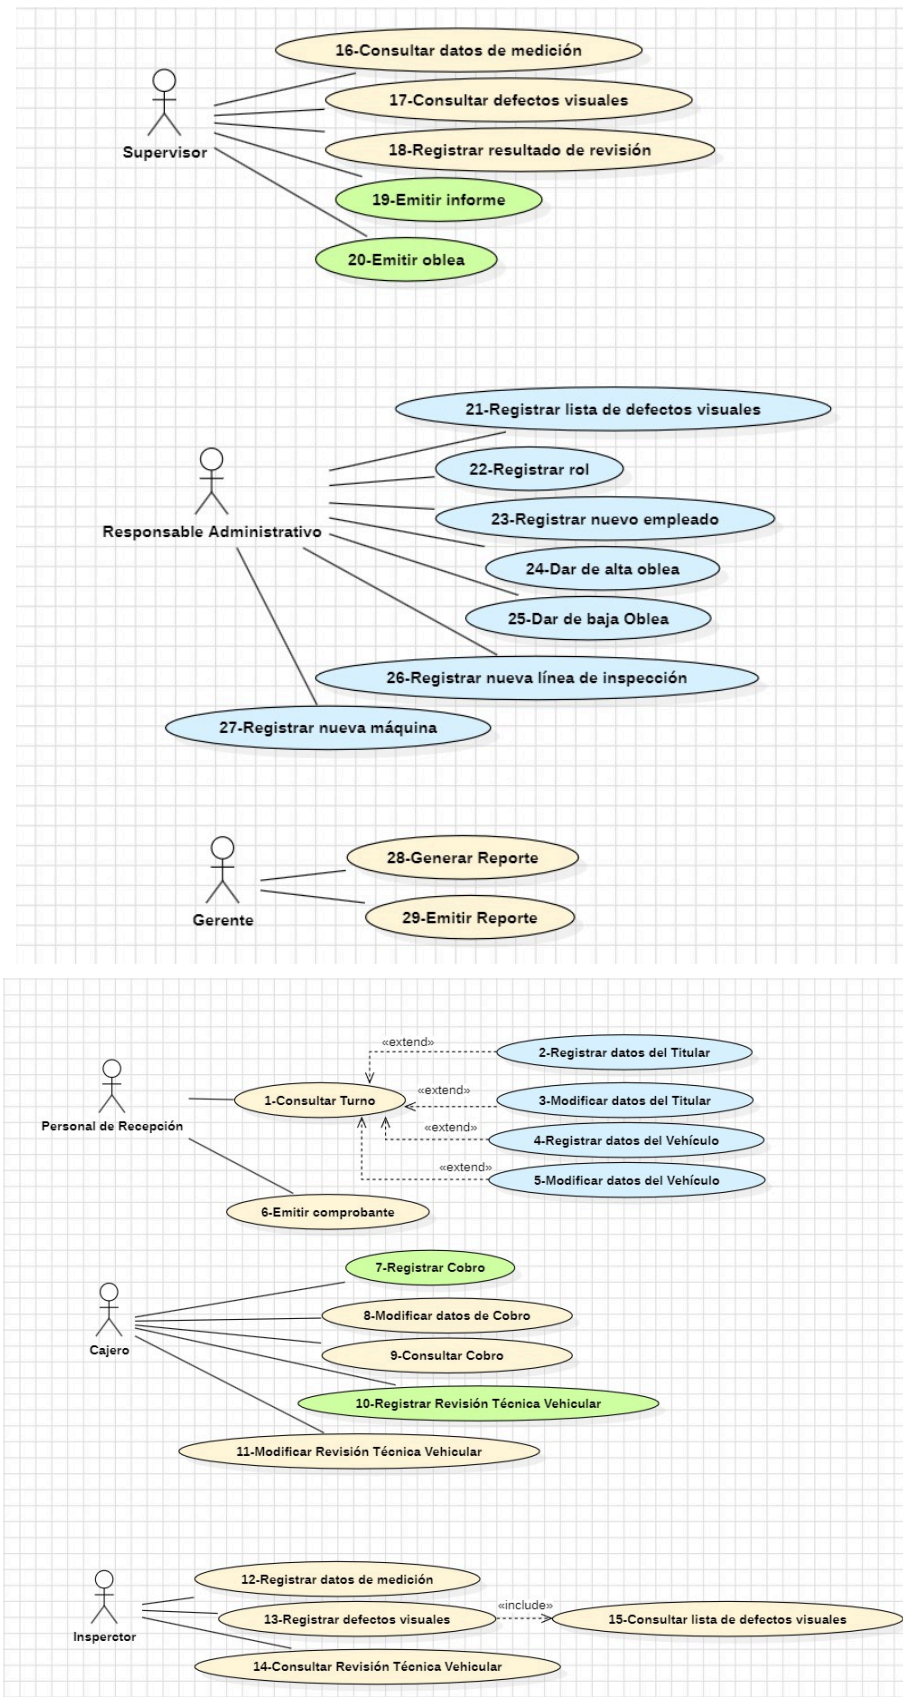 16-Consultar datos de medición
17-Consultar defectos visuales
Supervisor
18-Registrar resultado de revisión
19-Emitir informe
20-Emitir oblea
21-Registrar lista de defectos visuales
22-Registrar rol
23-Registrar nuevo empleado
Responsable Administrativo
24-Dar de alta oblea
25-Dar de baja Oblea
26-Registrar nueva línea de inspección
27-Registrar nueva máquina
28-Generar Reporte
29-Emitir Reporte
Gerente
«extend»
2-Registrar datos del Titular
«extend»
1-Consultar Turno
3-Modificar datos del Titular
Personal de Recepción
«extend»
4-Registrar datos del Vehículo
«extend»
5-Modificar datos del Vehículo
6-Emitir comprobante
7-Registrar Cobro
8-Modificar datos de Cobro
Cajero
9-Consultar Cobro
10-Registrar Revisión Técnica Vehicular
11-Modificar Revisión Técnica Vehicular
12-Registrar datos de medición
«include»
13-Registrar defectos visuales
15-Consultar lista de defectos visuales
Insperctor
14-Consultar Revisión Técnica Vehicular